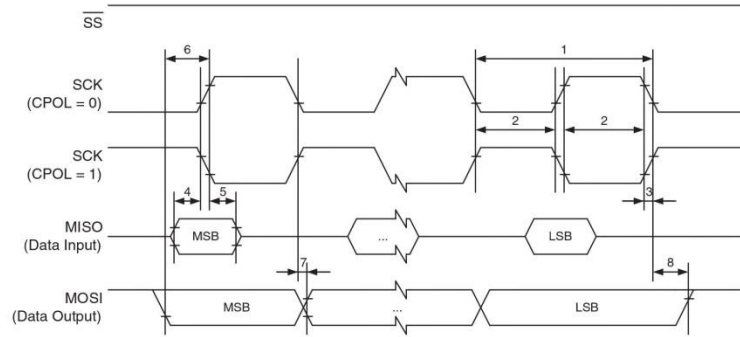 SS
6
1
SCK
(CPOL = 0)
2
2
SCK
(CPOL = 1)
4
5
3
MISO
(Data Input)
MSB
...
LSB
7
8
MOSI
(Data Output)
MSB
...
LSB